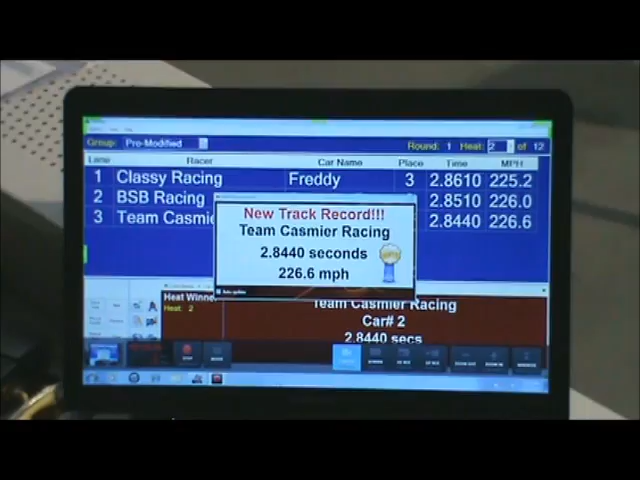 Group: Pro-Modified Round: 1 Heat: 2 of 12
Lane Racer Car Name Place Time MPH
1 Classy Racing Freddy 3 2.8610 225.2
2 BSB Racing 2.8510 226.0
3 Team Casmie 2.8440 226.6
New Track Record!!!
Team Casmier Racing
2.8440 seconds
226.6 mph
Heat Winner
Heat: 2
Team Casmier Racing
Car# 2
2.8440 secs